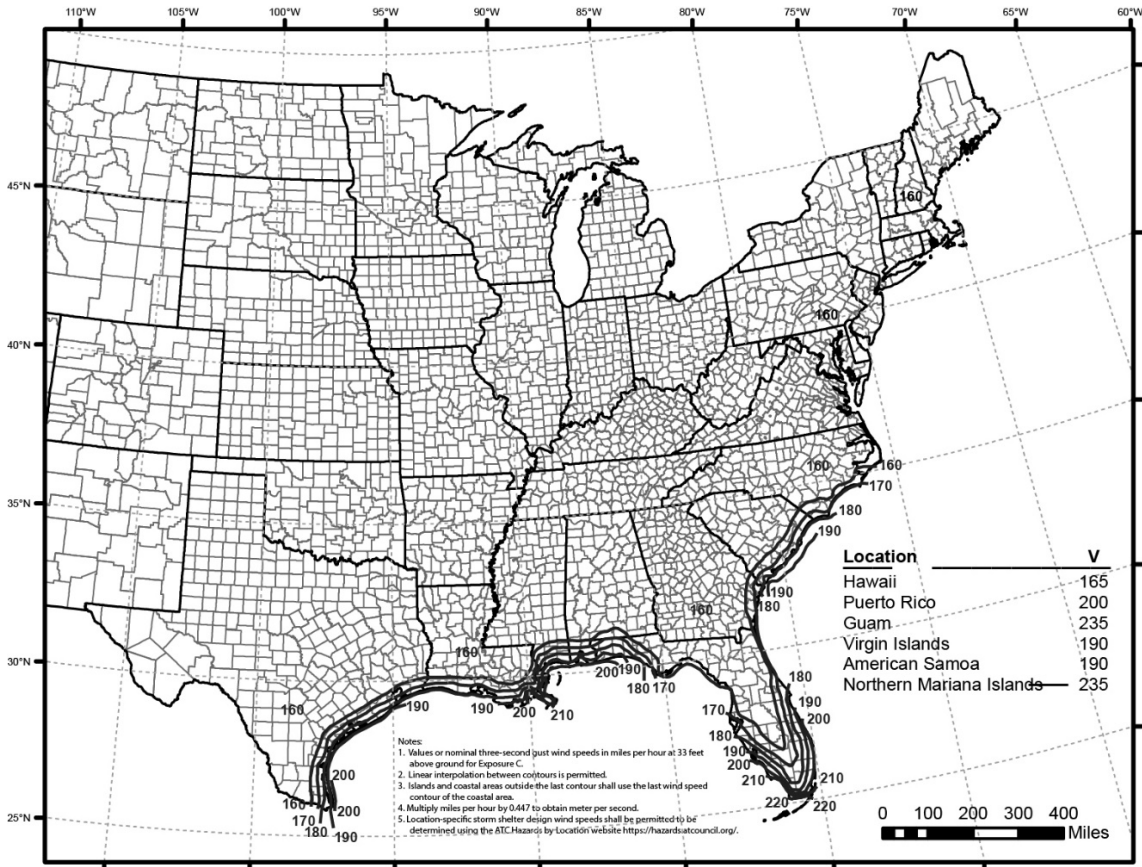 110°W 105°W 100°W 95°W 90°W 85°W 80°W 75°W 70°W 65°W 60°W
45°N
160
40°N
160
35°N
160
160
170
180
190
Location V
Hawaii 165
Puerto Rico 200
Guam 235
Virgin Islands 190
American Samoa 190
Northern Mariana Islands 235
190
180
160
30°N
160
200 190
180 170
180
190
200
160
190
190
200
210
170
180
190
200
210
220
210
220
200
160
170
180
200
190
25°N
Notes:
1. Values or nominal three-second gust wind speeds in miles per hour at 33 feet
above ground for Exposure C.
2. Linear interpolation between contours is permitted.
3. Islands and coastal areas outside the last contour shall use the last wind speed
contour of the coastal area.
4. Multiply miles per hour by 0.447 to obtain meter per second.
5. Location-specific storm shelter design wind speeds shall be permitted to be
determined using the ATC Hazards by Location website https://hazardsatcouncil.org/.
0 100 200 300 400
Miles